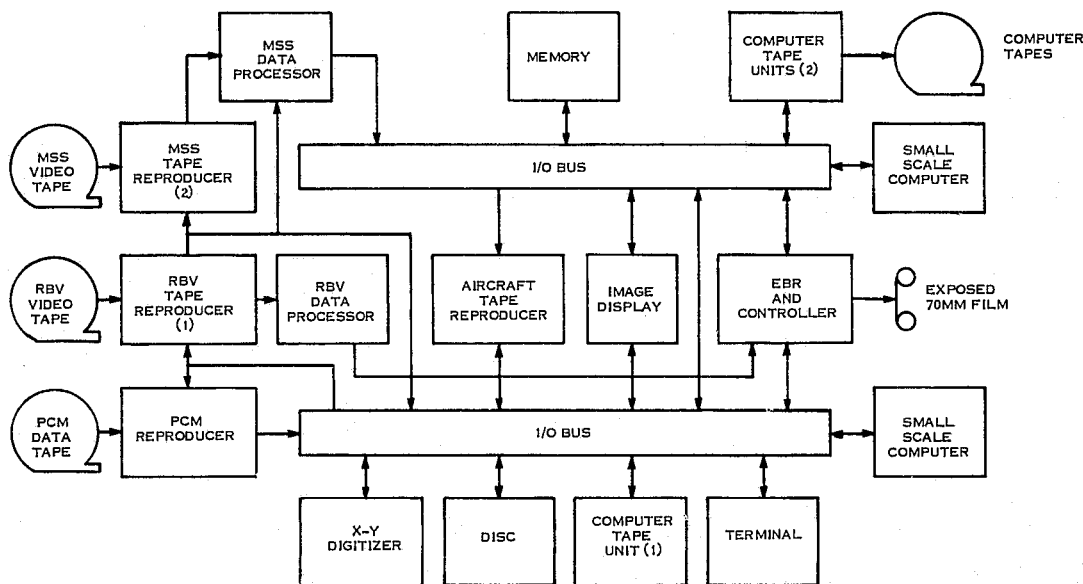 MSS
DATA
PROCESSOR
MEMORY
COMPUTER
TAPE
UNITS (2)
COMPUTER
TAPES
MSS
VIDEO
TAPE
MSS
TAPE
REPRODUCER
(2)
I/O BUS
SMALL
SCALE
COMPUTER
RBV
VIDEO
TAPE
RBV
TAPE
REPRODUCER
(1)
RBV
DATA
PROCESSOR
AIRCRAFT
TAPE
REPRODUCER
IMAGE
DISPLAY
EBR
AND
CONTROLLER
EXPOSED
70MM FILM
PCM
DATA
TAPE
PCM
REPRODUCER
I/O BUS
SMALL
SCALE
COMPUTER
X-Y
DIGITIZER
DISC
COMPUTER
TAPE
UNIT (1)
TERMINAL